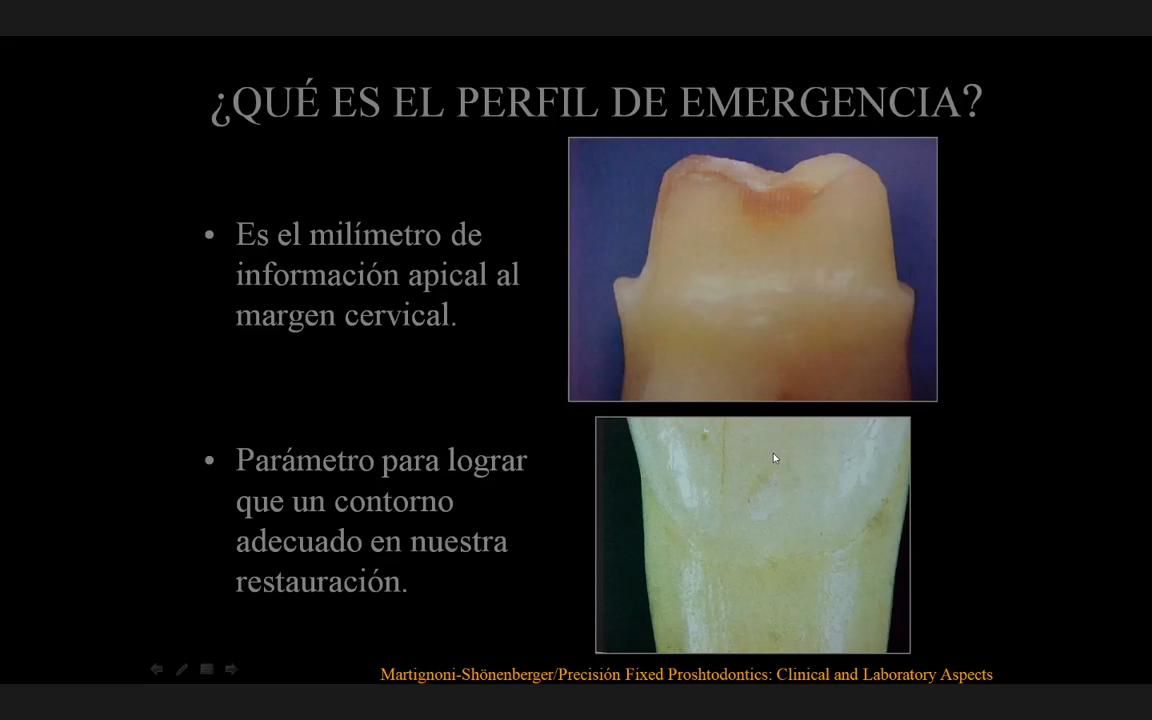 ¿QUÉ ES EL PERFIL DE EMERGENCIA?
• Es el milímetro de
información apical al
margen cervical.
• Parámetro para lograr
que un contorno
adecuado en nuestra
restauración.
Martignoni-Shönenberger/Precisión Fixed Proshtodontics: Clinical and Laboratory Aspects